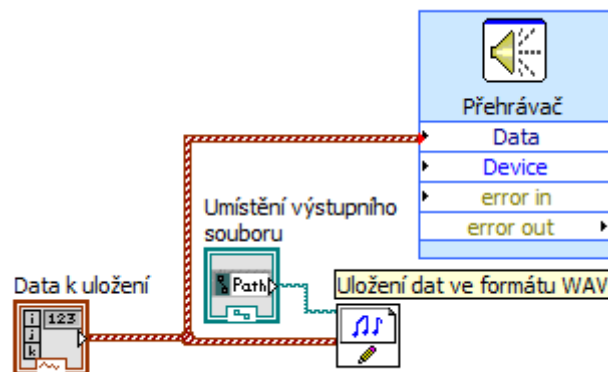 Přehrávač
Data
Device
error in
error out
Umístění výstupního
souboru
Path
Data k uložení
i
j
k
123
Uložení dat ve formátu WAV